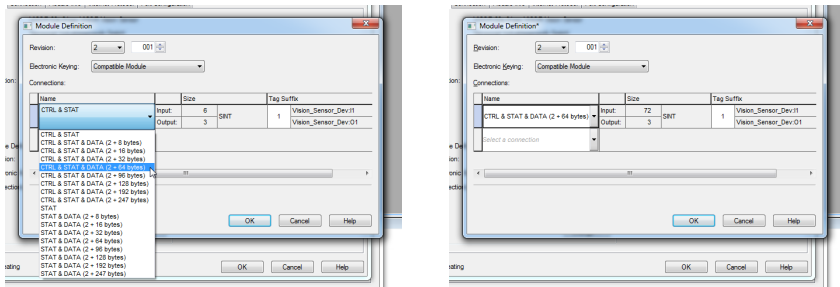 Module Definition
Revision: 2 001
Electronic Keying: Compatible Module
Connections:
Name Size Tag Suffix
CTRL & STAT Input: 6 SINT 1 Vision_Sensor_Dev:I1
Output: 3 Vision_Sensor_Dev:O1
CTRL & STAT
CTRL & STAT & DATA (2 + 8 bytes)
CTRL & STAT & DATA (2 + 16 bytes)
CTRL & STAT & DATA (2 + 32 bytes)
CTRL & STAT & DATA (2 + 64 bytes)
CTRL & STAT & DATA (2 + 96 bytes)
CTRL & STAT & DATA (2 + 128 bytes)
CTRL & STAT & DATA (2 + 192 bytes)
CTRL & STAT & DATA (2 + 247 bytes)
STAT
STAT & DATA (2 + 8 bytes)
STAT & DATA (2 + 16 bytes)
STAT & DATA (2 + 32 bytes)
STAT & DATA (2 + 64 bytes)
STAT & DATA (2 + 96 bytes)
STAT & DATA (2 + 128 bytes)
STAT & DATA (2 + 192 bytes)
STAT & DATA (2 + 247 bytes)
OK Cancel Help
OK Cancel Help
Module Definition*
Revision: 2 001
Electronic Keying: Compatible Module
Connections:
Name Size Tag Suffix
CTRL & STAT & DATA (2 + 64 bytes) Input: 72 SINT 1 Vision_Sensor_Dev:I1
Output: 3 Vision_Sensor_Dev:O1
Select a connection
OK Cancel Help
OK Cancel Help